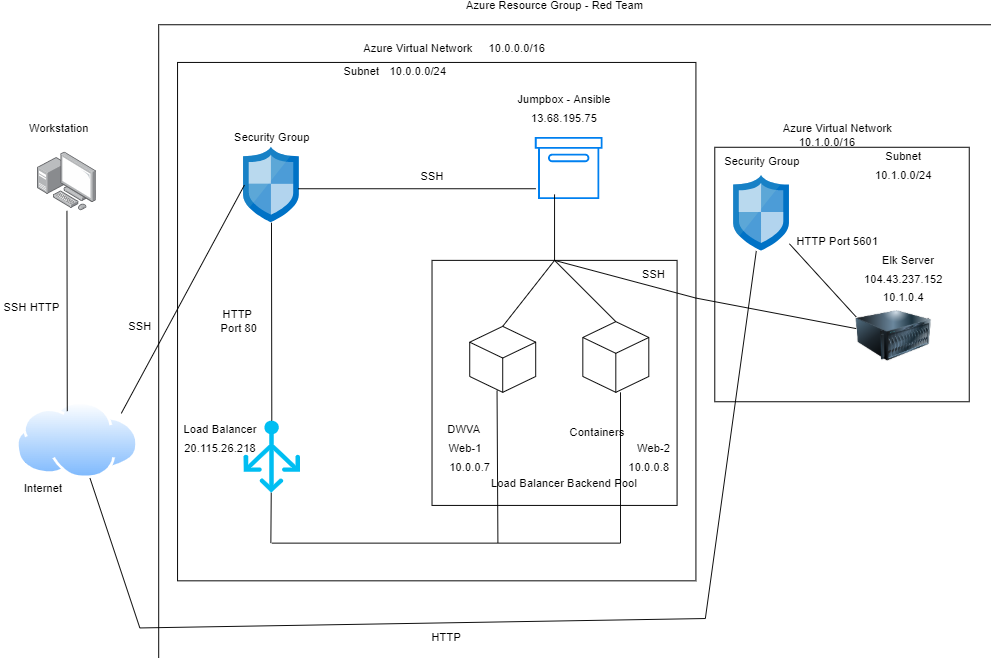 Azure Resource Group - Red Team
Azure Virtual Network 10.0.0.0/16
Subnet 10.0.0.0/24
Jumpbox - Ansible
13.68.195.75
Workstation
Security Group
Azure Virtual Network
10.1.0.0/16
Security Group
Subnet
10.1.0.0/24
SSH
HTTP Port 5601
Elk Server
104.43.237.152
10.1.0.4
SSH
SSH HTTP
SSH
HTTP
Port 80
Load Balancer
20.115.26.218
DWVA
Web-1
10.0.0.7
Containers
Web-2
10.0.0.8
Load Balancer Backend Pool
Internet
HTTP